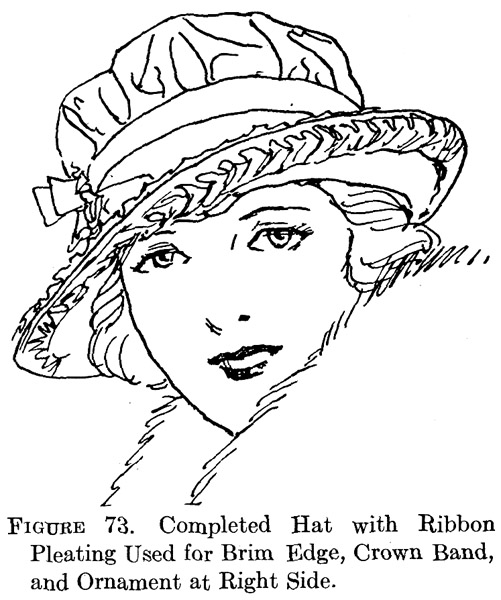 Figure 73. Completed Hat with Ribbon
Pleating Used for Brim Edge, Crown Band,
and Ornament at Right Side.